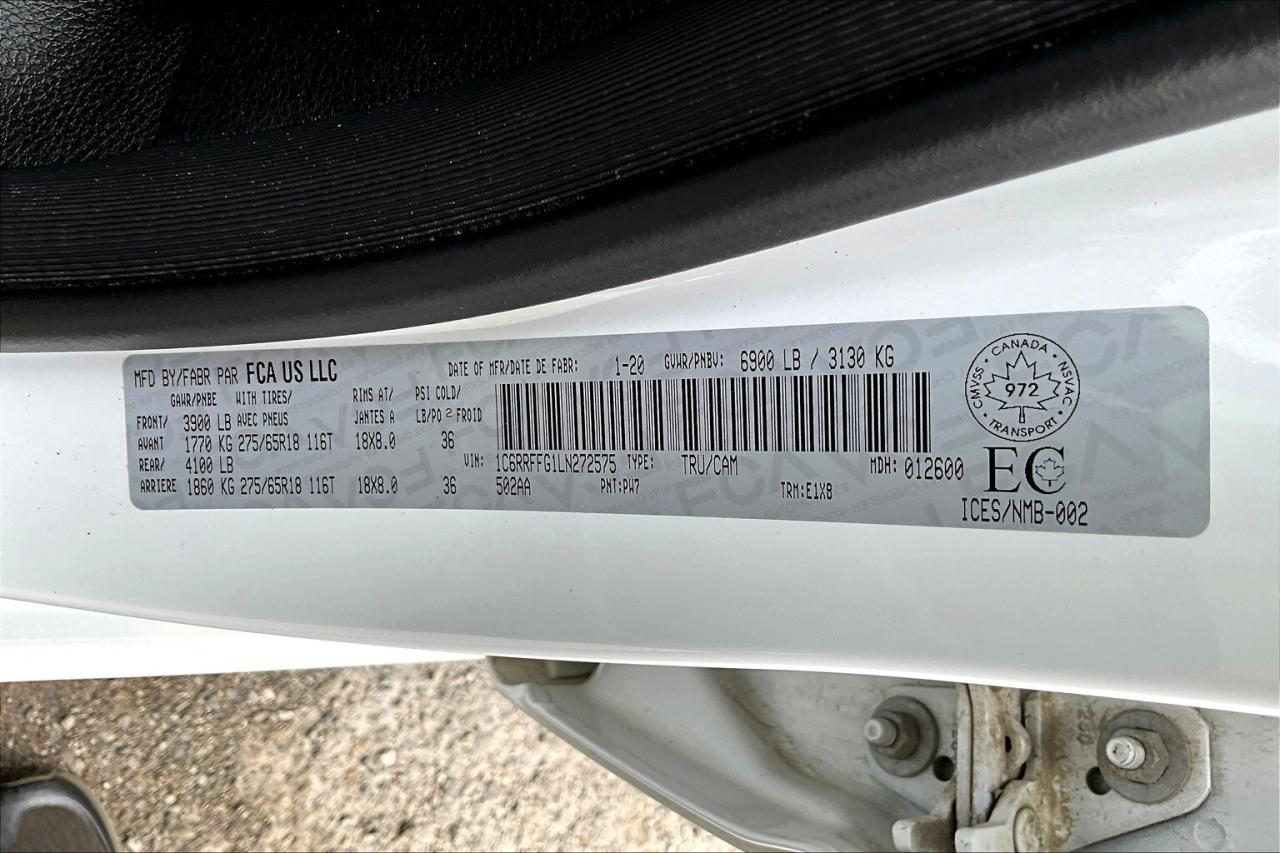 MFD BY/FABR PAR FCA US LLC
DATE OF MFR/DATE DE FABR: 1-20 GVWR/PNBV: 6900 LB / 3130 KG
GAWR/PNBE WITH TIRES/ RIMS AT/ PSI COLD/
FRONT/ 3900 LB AVEC PNEUS JANTES A LB/PO² FROID
AVANT 1770 KG 275/65R18 116T 18X8.0 36
REAR/ 4100 LB
VIN: 1C6RRFFG1LN272575 TYPE: TRU/CAM MDH: 012600
ARRIERE 1860 KG 275/65R18 116T 18X8.0 36 502AA PNT:PW7 TRM:E1X8
CANADA
CMVSS 972 NSVAC
TRANSPORT
EC
ICES/NMB-002